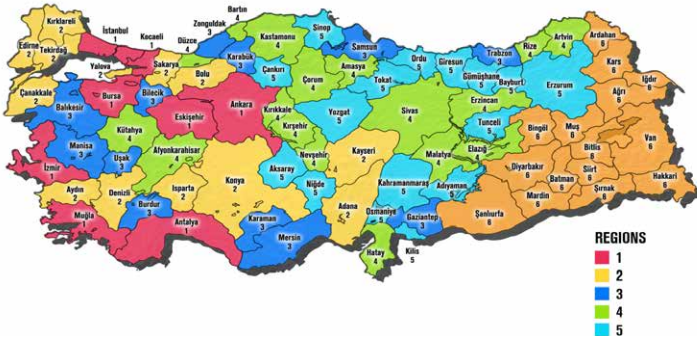 Kırklareli
2
Edirne
2
Tekirdağ
2
İstanbul
1
Kocaeli
1
Yalova
2
Sakarya
2
Düzce
4
Zonguldak
3
Bartın
4
Karabük
3
Kastamonu
4
Sinop
5
Samsun
3
Bolu
2
Çankırı
5
Çorum
4
Amasya
4
Tokat
5
Ordu
5
Giresun
5
Trabzon
3
Rize
4
Artvin
4
Ardahan
6
Kars
6
Iğdır
6
Gümüşhane
5
Bayburt
5
Erzurum
5
Ağrı
6
Çanakkale
2
Balıkesir
3
Bursa
1
Bilecik
3
Eskişehir
1
Ankara
1
Kırıkkale
4
Yozgat
5
Sivas
4
Erzincan
4
Tunceli
5
Bingöl
6
Muş
6
Van
6
Bitlis
6
Manisa
3
Kütahya
4
Uşak
3
Afyonkarahisar
4
Kırşehir
4
Nevşehir
4
Kayseri
2
Malatya
4
Elazığ
4
Diyarbakır
6
Batman
6
Siirt
6
Şırnak
6
Hakkari
6
Mardin
6
İzmir
1
Aydın
2
Denizli
2
Isparta
2
Konya
2
Aksaray
5
Niğde
5
Kahramanmaraş
5
Adıyaman
5
Şanlıurfa
6
Muğla
1
Burdur
3
Antalya
1
Karaman
3
Mersin
3
Adana
2
Osmaniye
5
Gaziantep
3
Kilis
5
Hatay
4
REGIONS
1
2
3
4
5